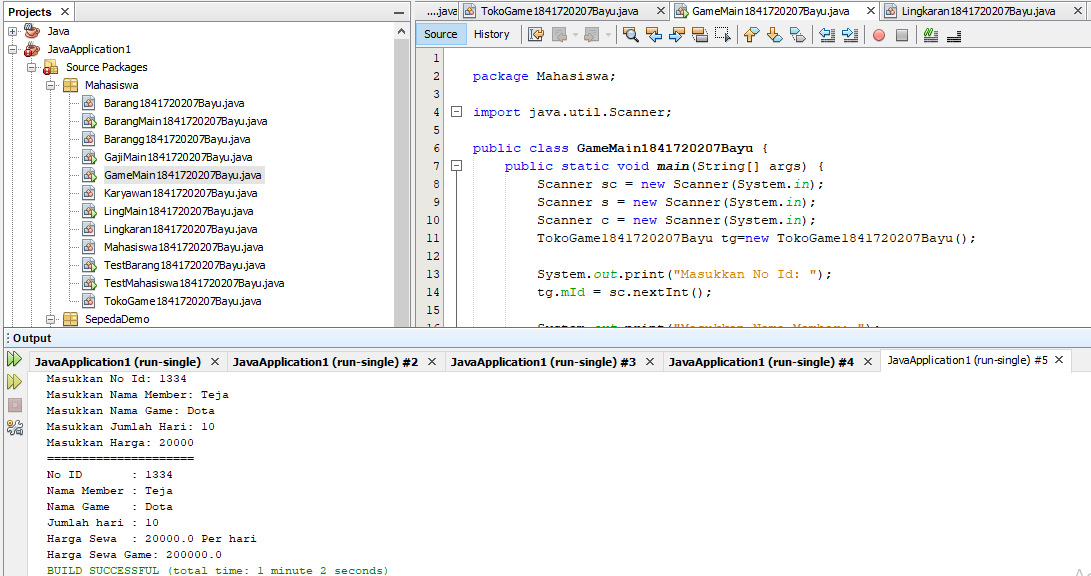 Projects
Java
JavaApplication1
Source Packages
Mahasiswa
Barang1841720207Bayu.java
BarangMain1841720207Bayu.java
Barangg1841720207Bayu.java
GajiMain1841720207Bayu.java
GameMain1841720207Bayu.java
Karyawan1841720207Bayu.java
LingMain1841720207Bayu.java
Lingkaran1841720207Bayu.java
Mahasiswa1841720207Bayu.java
TestBarang1841720207Bayu.java
TestMahasiswa1841720207Bayu.java
TokoGame1841720207Bayu.java
SepedaDemo
....java TokoGame1841720207Bayu.java GameMain1841720207Bayu.java Lingkaran1841720207Bayu.java
Source History
1
2 package Mahasiswa;
3
4 import java.util.Scanner;
5
6 public class GameMain1841720207Bayu {
7 public static void main(String[] args) {
8 Scanner sc = new Scanner(System.in);
9 Scanner s = new Scanner(System.in);
10 Scanner c = new Scanner(System.in);
11 TokoGame1841720207Bayu tg=new TokoGame1841720207Bayu();
12
13 System.out.print("Masukkan No Id: ");
14 tg.mId = sc.nextInt();
15
16 System.out.print("Masukkan Nama Member: ");
Output
JavaApplication1 (run-single) JavaApplication1 (run-single) #2 JavaApplication1 (run-single) #3 JavaApplication1 (run-single) #4 JavaApplication1 (run-single) #5
Masukkan No Id: 1334
Masukkan Nama Member: Teja
Masukkan Nama Game: Dota
Masukkan Jumlah Hari: 10
Masukkan Harga: 20000
=====================
No ID : 1334
Nama Member : Teja
Nama Game : Dota
Jumlah hari : 10
Harga Sewa : 20000.0 Per hari
Harga Sewa Game: 200000.0
BUILD SUCCESSFUL (total time: 1 minute 2 seconds)